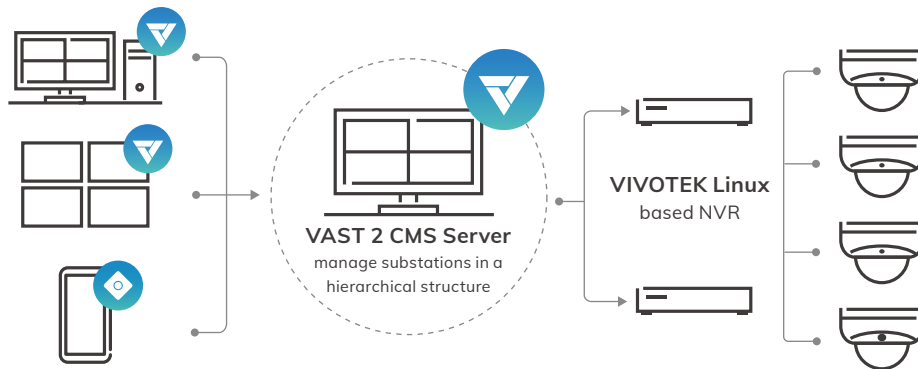 VAST 2 CMS Server
manage substations in a
hierarchical structure
VIVOTEK Linux
based NVR